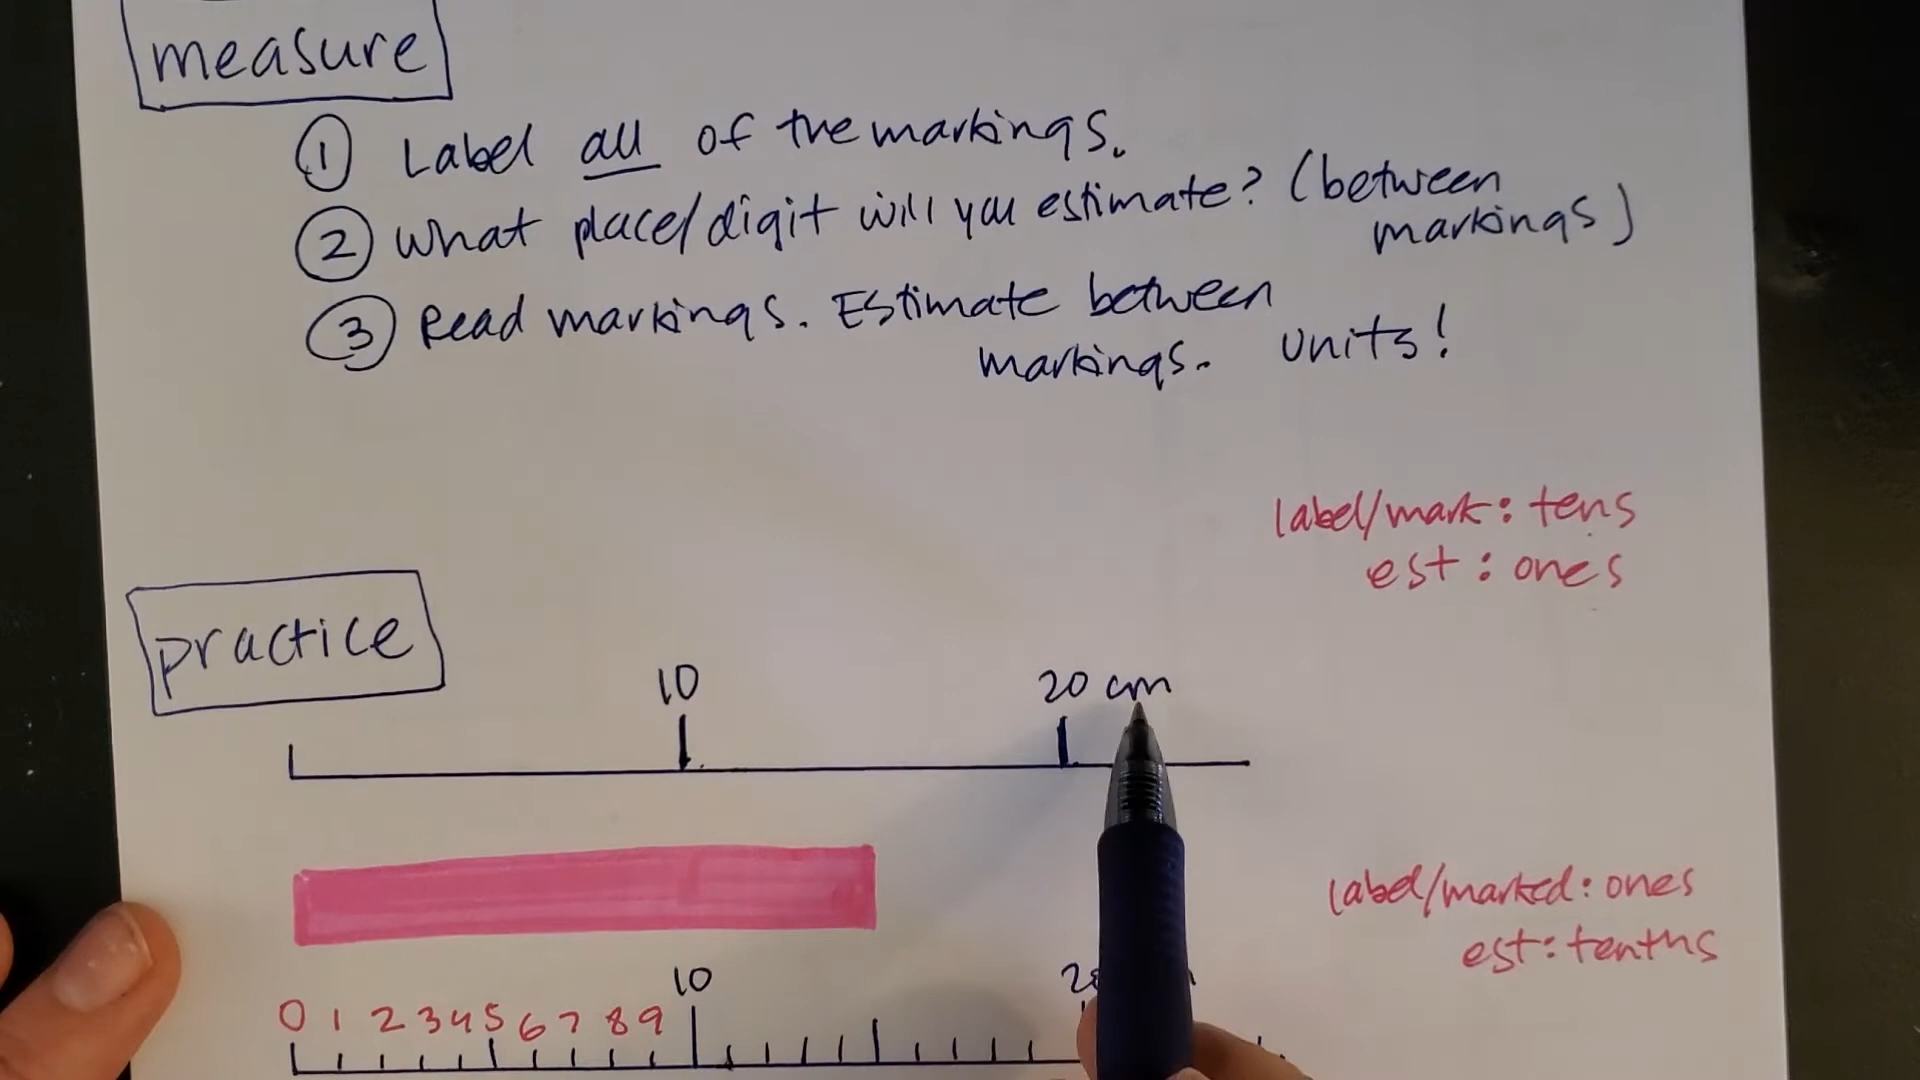 measure
① Label all of the markings.
② What place/digit will you estimate? (between
markings)
③ Read markings. Estimate between
markings. Units!
label/mark: tens
est: ones
practice
10 20 cm
label/marked: ones
est: tenths
10
0 1 2 3 4 5 6 7 8 9